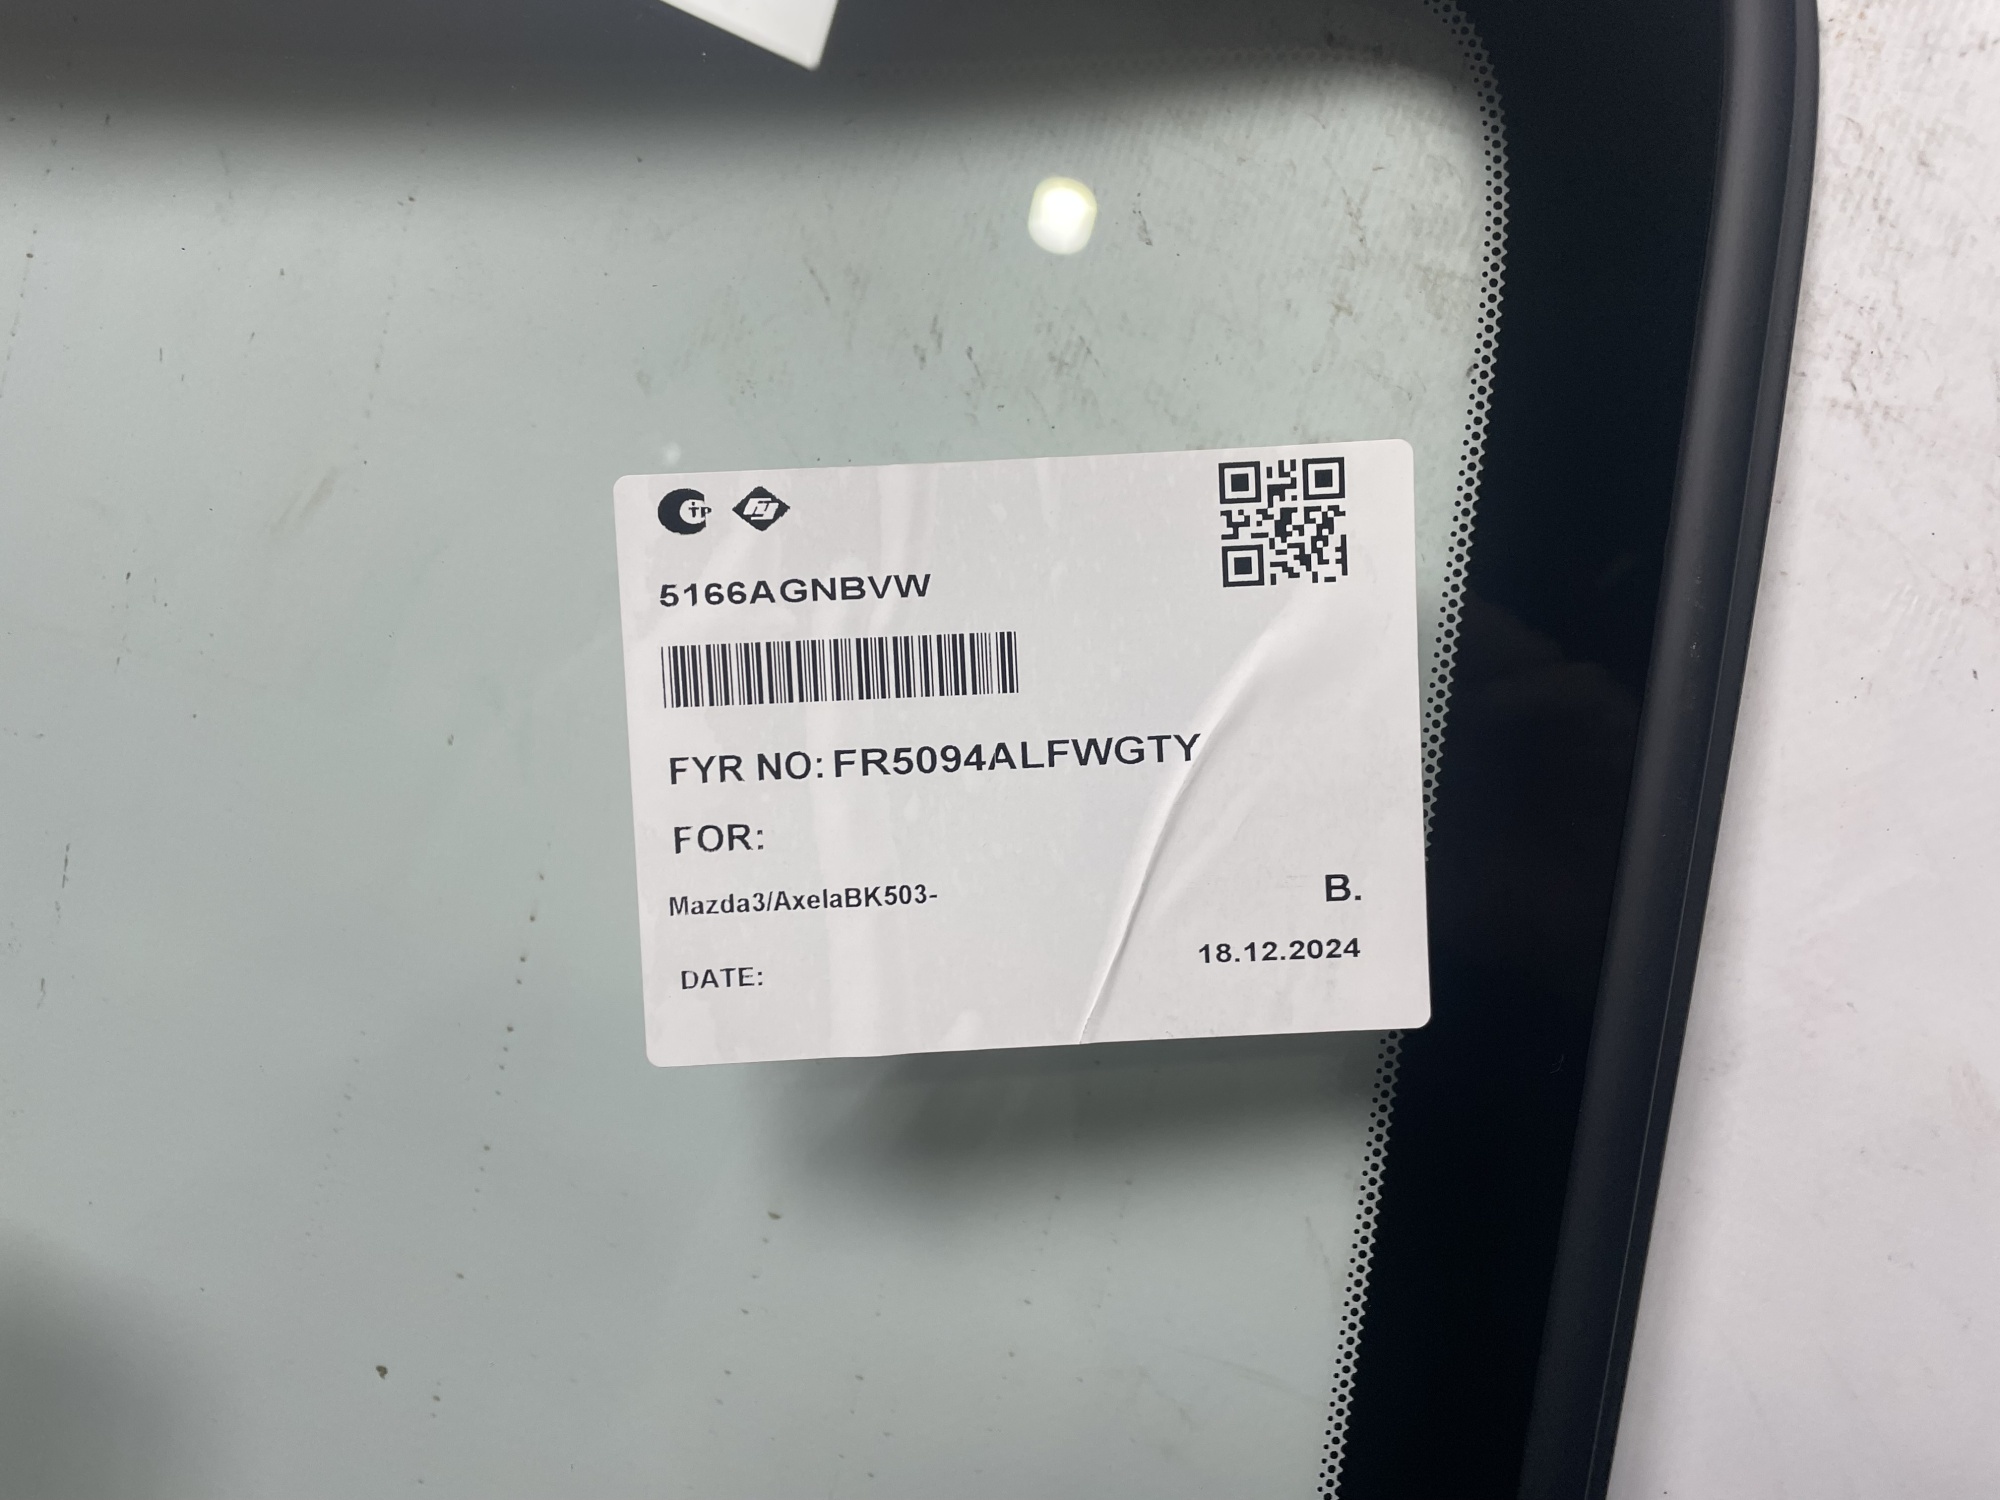 5166AGNBVW
FYR NO: FR5094ALFWGTY
FOR:
Mazda3/AxelaBK503-
B.
18.12.2024
DATE: